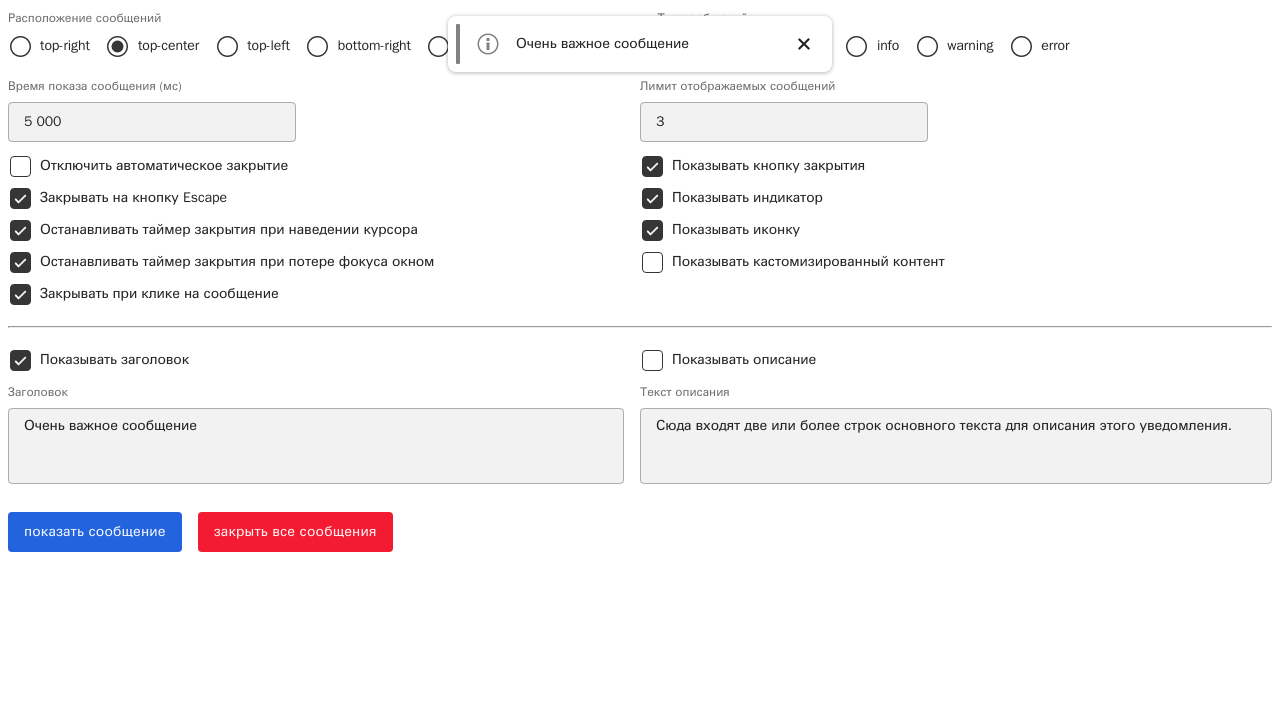 Расположение сообщений
top-right
top-center
top-left
bottom-right
Очень важное сообщение
info
warning
error
Время показа сообщения (мс)
Лимит отображаемых сообщений
5 000
3
Отключить автоматическое закрытие
Показывать кнопку закрытия
Закрывать на кнопку Escape
Показывать индикатор
Останавливать таймер закрытия при наведении курсора
Показывать иконку
Останавливать таймер закрытия при потере фокуса окном
Показывать кастомизированный контент
Закрывать при клике на сообщение
Показывать заголовок
Показывать описание
Заголовок
Текст описания
Очень важное сообщение
Сюда входят две или более строк основного текста для описания этого уведомления.
показать сообщение
закрыть все сообщения